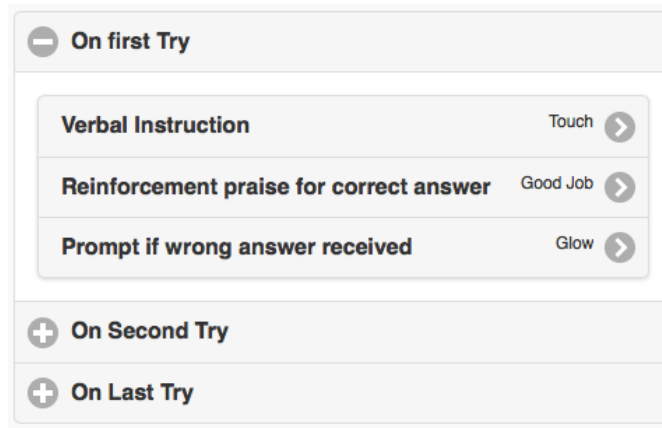 On first Try
Verbal Instruction Touch
Reinforcement praise for correct answer Good Job
Prompt if wrong answer received Glow
On Second Try
On Last Try